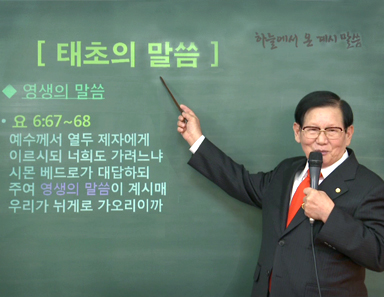 [ 태초의 말씀 ]
하늘에서 온 계시 말씀
◆ 영생의 말씀
• 요 6:67~68
예수께서 열두 제자에게
이르시되 너희도 가려느냐
시몬 베드로가 대답하되
주여 영생의 말씀이 계시매
우리가 뉘게로 가오리이까